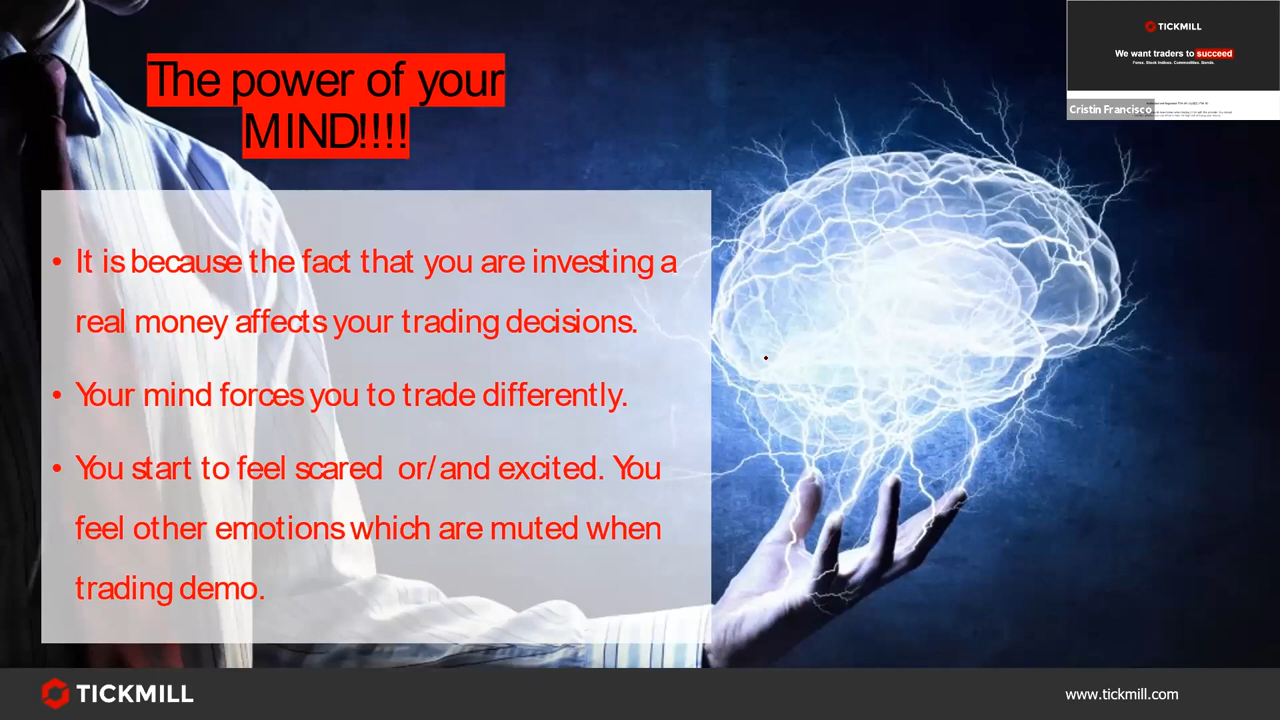 The power of your
MIND!!!!
• It is because the fact that you are investing a
real money affects your trading decisions.
• Your mind forces you to trade differently.
• You start to feel scared or/and excited. You
feel other emotions which are muted when
trading demo.
TICKMILL
We want traders to succeed
Forex. Stock Indices. Commodities. Bonds.
Cristin Francisco
TICKMILL
www.tickmill.com